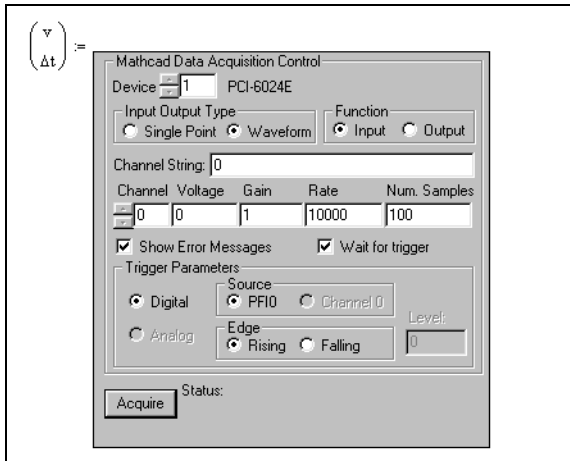 v
Δt
:=
Mathcad Data Acquisition Control
Device 1 PCI-6024E
Input Output Type Function
Single Point Waveform Input Output
Channel String: 0
Channel Voltage Gain Rate Num. Samples
0 0 1 10000 100
Show Error Messages Wait for trigger
Trigger Parameters
Source
Digital PFI0 Channel 0
Level:
Analog Edge 0
Rising Falling
Acquire Status: